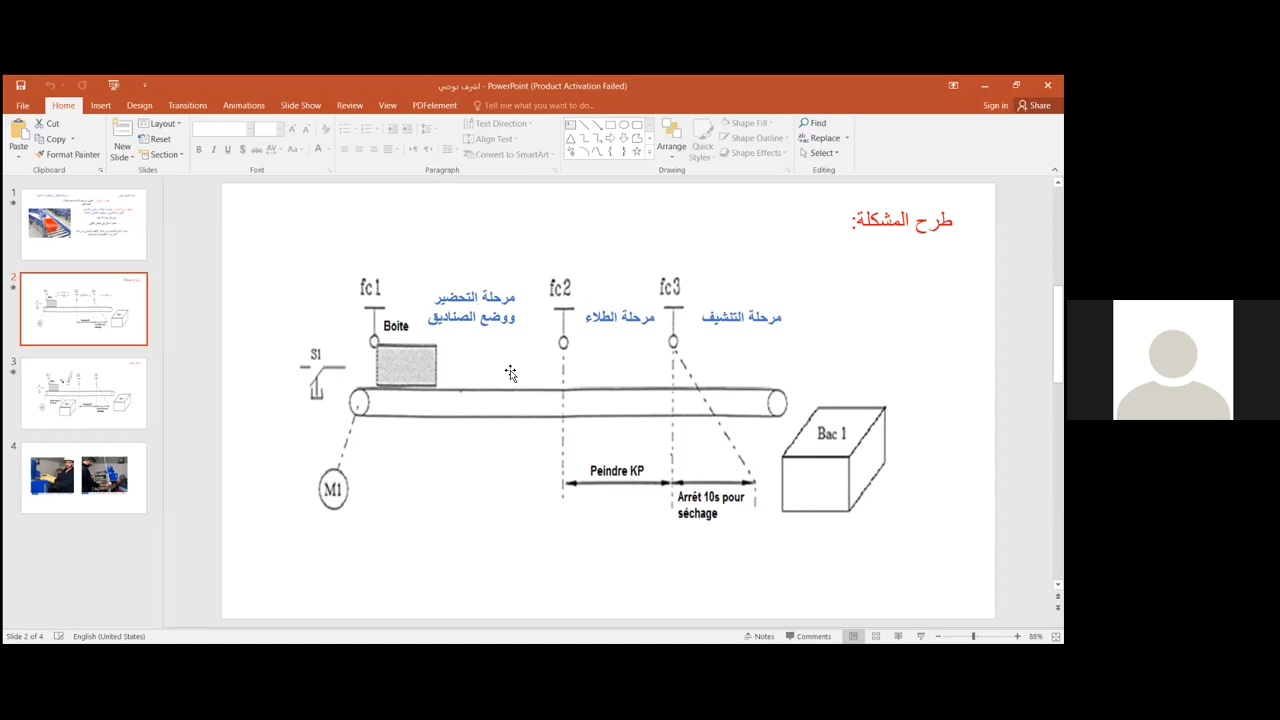 اشرف بوصي - PowerPoint (Product Activation Failed)
File Home Insert Design Transitions Animations Slide Show Review View PDFelement Tell me what you want to do... Sign in Share
Paste
Cut
Copy
Format Painter
Clipboard
New Slide
Layout
Reset
Section
Slides
Font
Text Direction
Align Text
Convert to SmartArt
Paragraph
Arrange
Quick Styles
Shape Fill
Shape Outline
Shape Effects
Drawing
Find
Replace
Select
Editing
1
2
3
4
طرح المشكلة:
fc1
fc2
fc3
مرحلة التحضير
ووضع الصناديق
مرحلة الطلاء
مرحلة التنشيف
Boite
S1
Bac 1
M1
Peindre KP
Arrêt 10s pour
séchage
Slide 2 of 4 English (United States) Notes Comments 88%